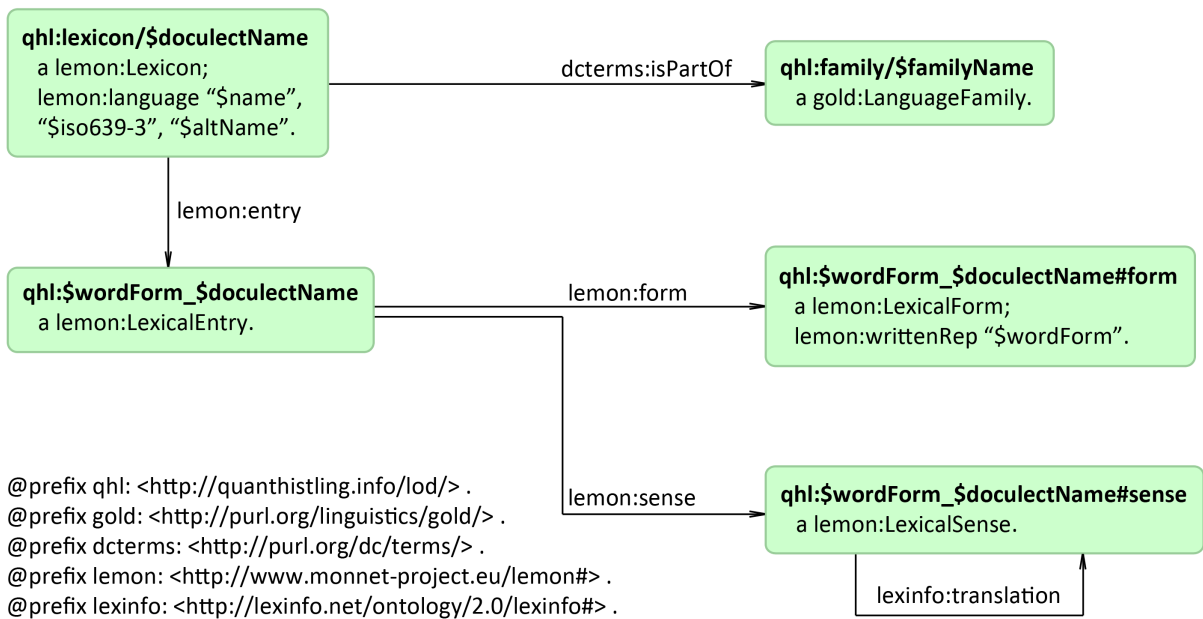 qhl:lexicon/$doculectName
a lemon:Lexicon;
lemon:language “$name”,
“$iso639-3”, “$altName”.
dcterms:isPartOf
qhl:family/$familyName
a gold:LanguageFamily.
lemon:entry
qhl:$wordForm_$doculectName
a lemon:LexicalEntry.
lemon:form
qhl:$wordForm_$doculectName#form
a lemon:LexicalForm;
lemon:writtenRep “$wordForm”.
lemon:sense
qhl:$wordForm_$doculectName#sense
a lemon:LexicalSense.
lexinfo:translation
@prefix qhl: <http://quanthistling.info/lod/> .
@prefix gold: <http://purl.org/linguistics/gold/> .
@prefix dcterms: <http://purl.org/dc/terms/> .
@prefix lemon: <http://www.monnet-project.eu/lemon#> .
@prefix lexinfo: <http://lexinfo.net/ontology/2.0/lexinfo#> .